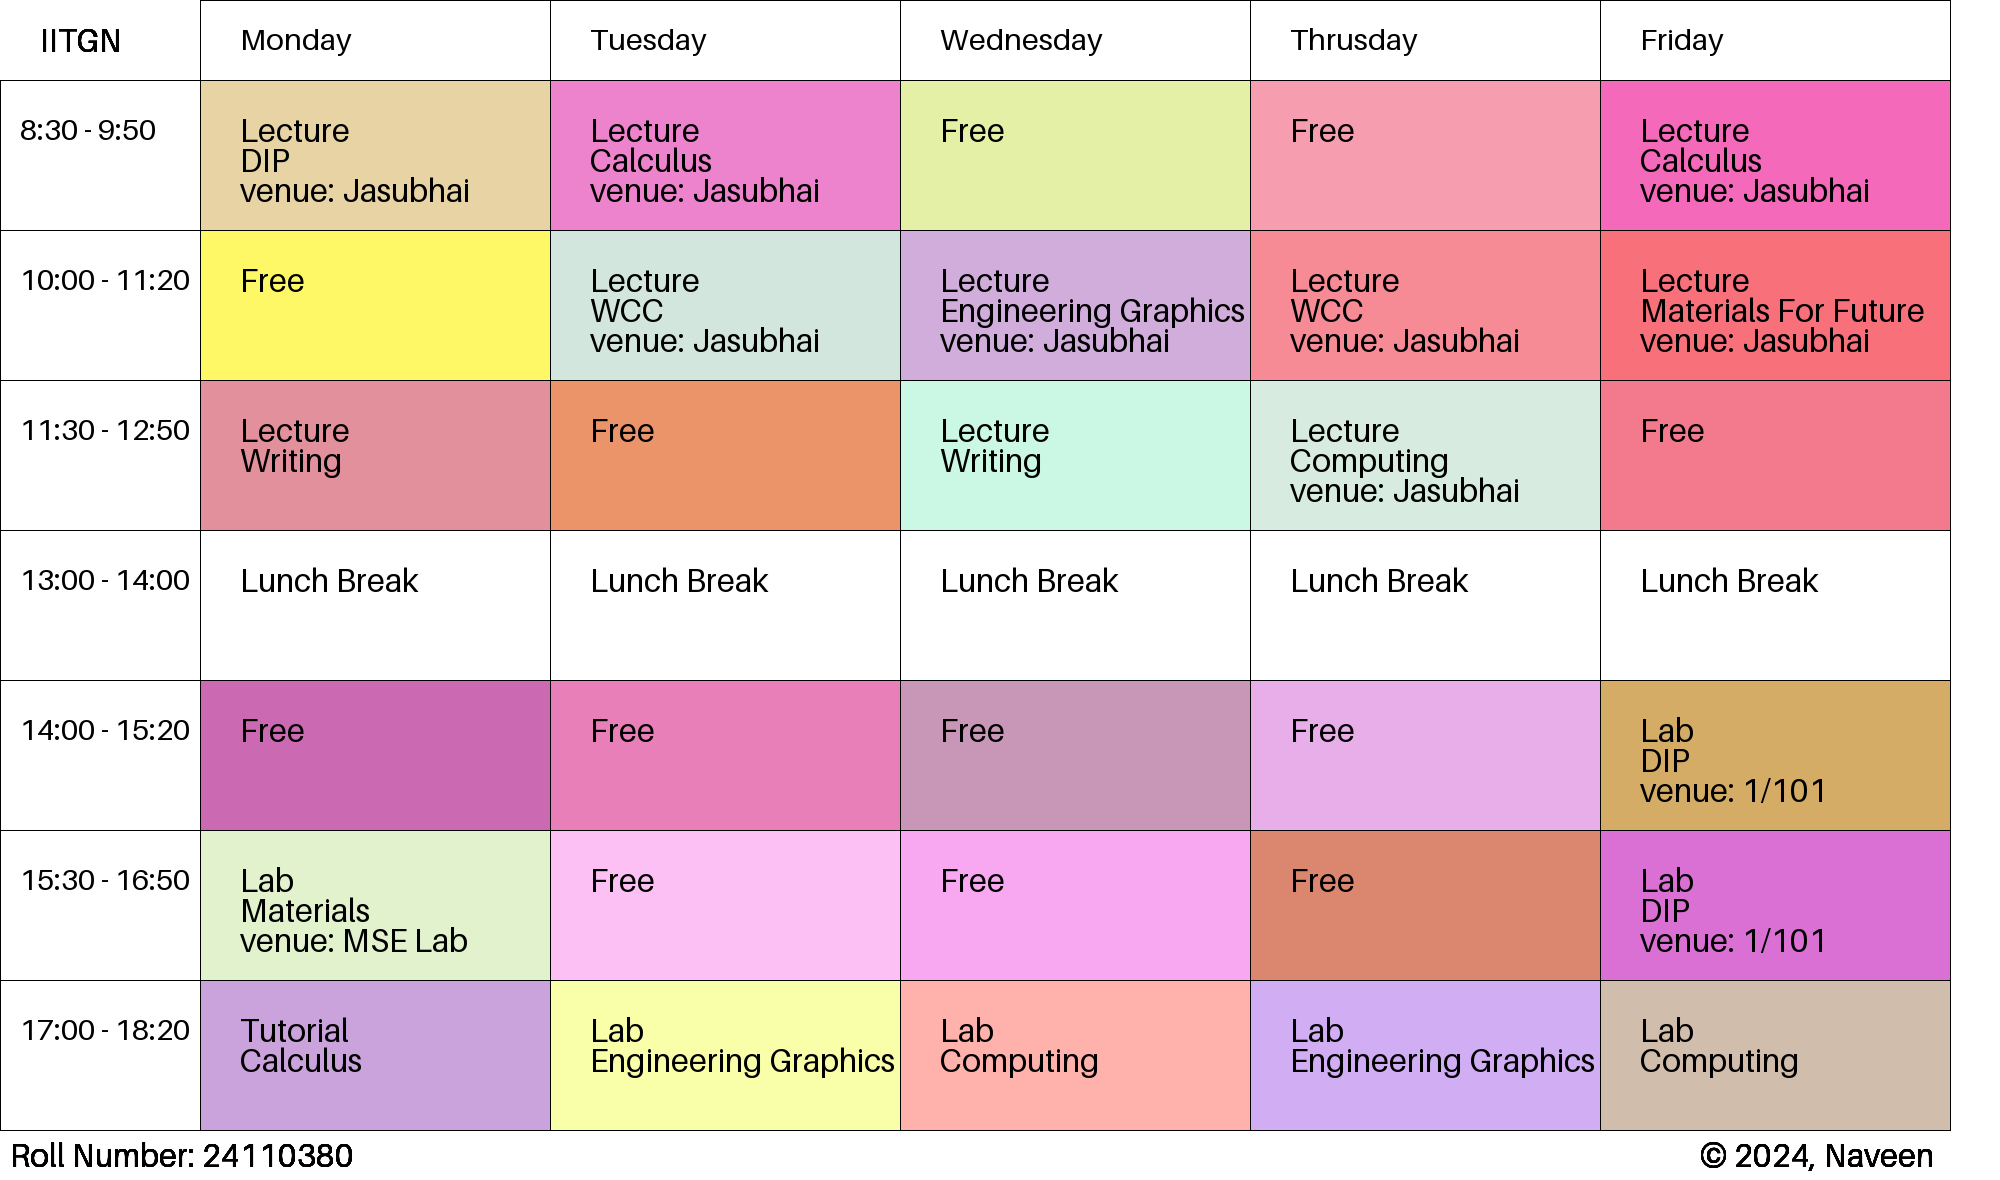 IITGN Monday Tuesday Wednesday Thrusday Friday
8:30 - 9:50
Lecture
DIP
venue: Jasubhai
Lecture
Calculus
venue: Jasubhai
Free
Free
Lecture
Calculus
venue: Jasubhai
10:00 - 11:20
Free
Lecture
WCC
venue: Jasubhai
Lecture
Engineering Graphics
venue: Jasubhai
Lecture
WCC
venue: Jasubhai
Lecture
Materials For Future
venue: Jasubhai
11:30 - 12:50
Lecture
Writing
Free
Lecture
Writing
Lecture
Computing
venue: Jasubhai
Free
13:00 - 14:00
Lunch Break
Lunch Break
Lunch Break
Lunch Break
Lunch Break
14:00 - 15:20
Free
Free
Free
Free
Lab
DIP
venue: 1/101
15:30 - 16:50
Lab
Materials
venue: MSE Lab
Free
Free
Free
Lab
DIP
venue: 1/101
17:00 - 18:20
Tutorial
Calculus
Lab
Engineering Graphics
Lab
Computing
Lab
Engineering Graphics
Lab
Computing
Roll Number: 24110380
© 2024, Naveen